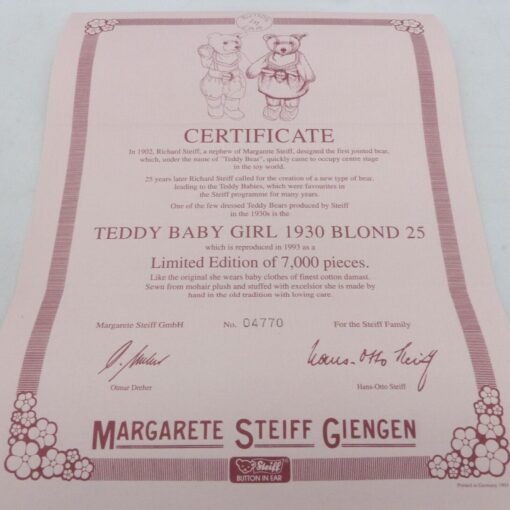 CERTIFICATE
In 1902, Richard Steiff, a nephew of Margarete Steiff, designed the first jointed bear,
which, under the name of "Teddy Bear", quickly came to occupy centre stage
in the toy world.
25 years later Richard Steiff called for the creation of a new type of bear,
leading to the Teddy Babies, which were favourites in
the Steiff programme for many years.
One of the few dressed Teddy Bears produced by Steiff
in the 1930s is the
TEDDY BABY GIRL 1930 BLOND 25
which is reproduced in 1993 as a
Limited Edition of 7,000 pieces.
Like the original she wears baby clothes of finest cotton damast.
Sewn from mohair plush and stuffed with excelsior she is made by
hand in the old tradition with loving care.
Margarete Steiff GmbH No. 04770 For the Steiff Family
Hans-Otto Steiff
Otmar Dreher Hans-Otto Steiff
MARGARETE STEIFF GIENGEN
Steiff
BUTTON IN EAR
Printed in Germany 1993